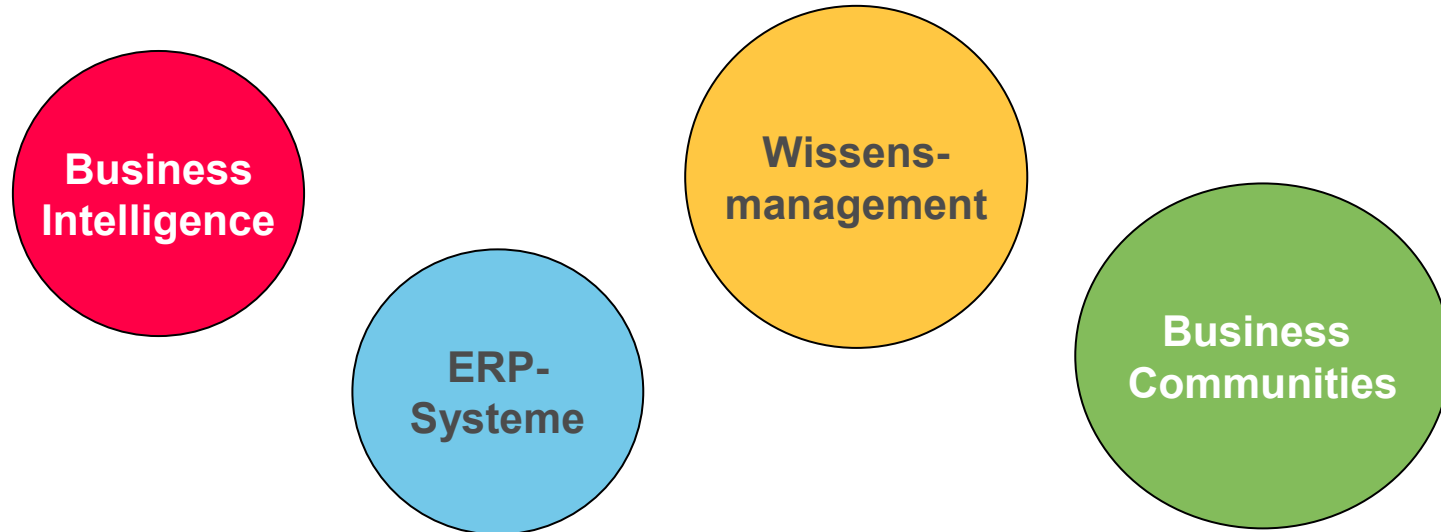 Business
Intelligence
ERP-
Systeme
Wissens-
management
Business
Communities